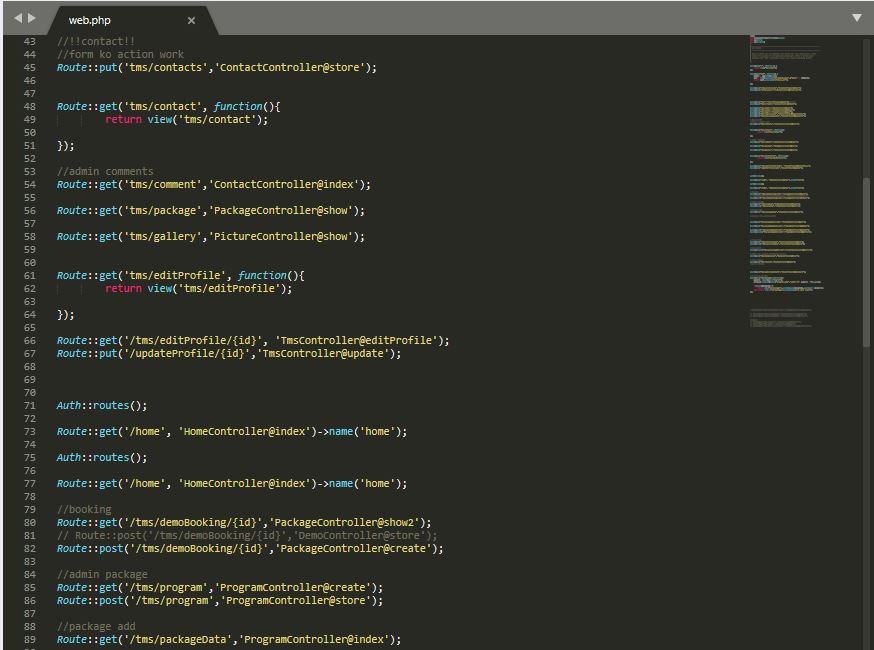 web.php
43 //!!contact!!
44 //form ko action work
45 Route::put('tms/contacts','ContactController@store');
46
47
48 Route::get('tms/contact', function(){
49 return view('tms/contact');
50
51 });
52
53 //admin comments
54 Route::get('tms/comment','ContactController@index');
55
56 Route::get('tms/package','PackageController@show');
57
58 Route::get('tms/gallery','PictureController@show');
59
60
61 Route::get('tms/editProfile', function(){
62 return view('tms/editProfile');
63
64 });
65
66 Route::get('/tms/editProfile/{id}', 'TmsController@editProfile');
67 Route::put('/updateProfile/{id}','TmsController@update');
68
69
70
71 Auth::routes();
72
73 Route::get('/home', 'HomeController@index')->name('home');
74
75 Auth::routes();
76
77 Route::get('/home', 'HomeController@index')->name('home');
78
79 //booking
80 Route::get('/tms/demoBooking/{id}','PackageController@show2');
81 // Route::post('/tms/demoBooking/{id}','DemoController@store');
82 Route::post('/tms/demoBooking/{id}','PackageController@create');
83
84 //admin package
85 Route::get('/tms/program','ProgramController@create');
86 Route::post('/tms/program','ProgramController@store');
87
88 //package add
89 Route::get('/tms/packageData','ProgramController@index');